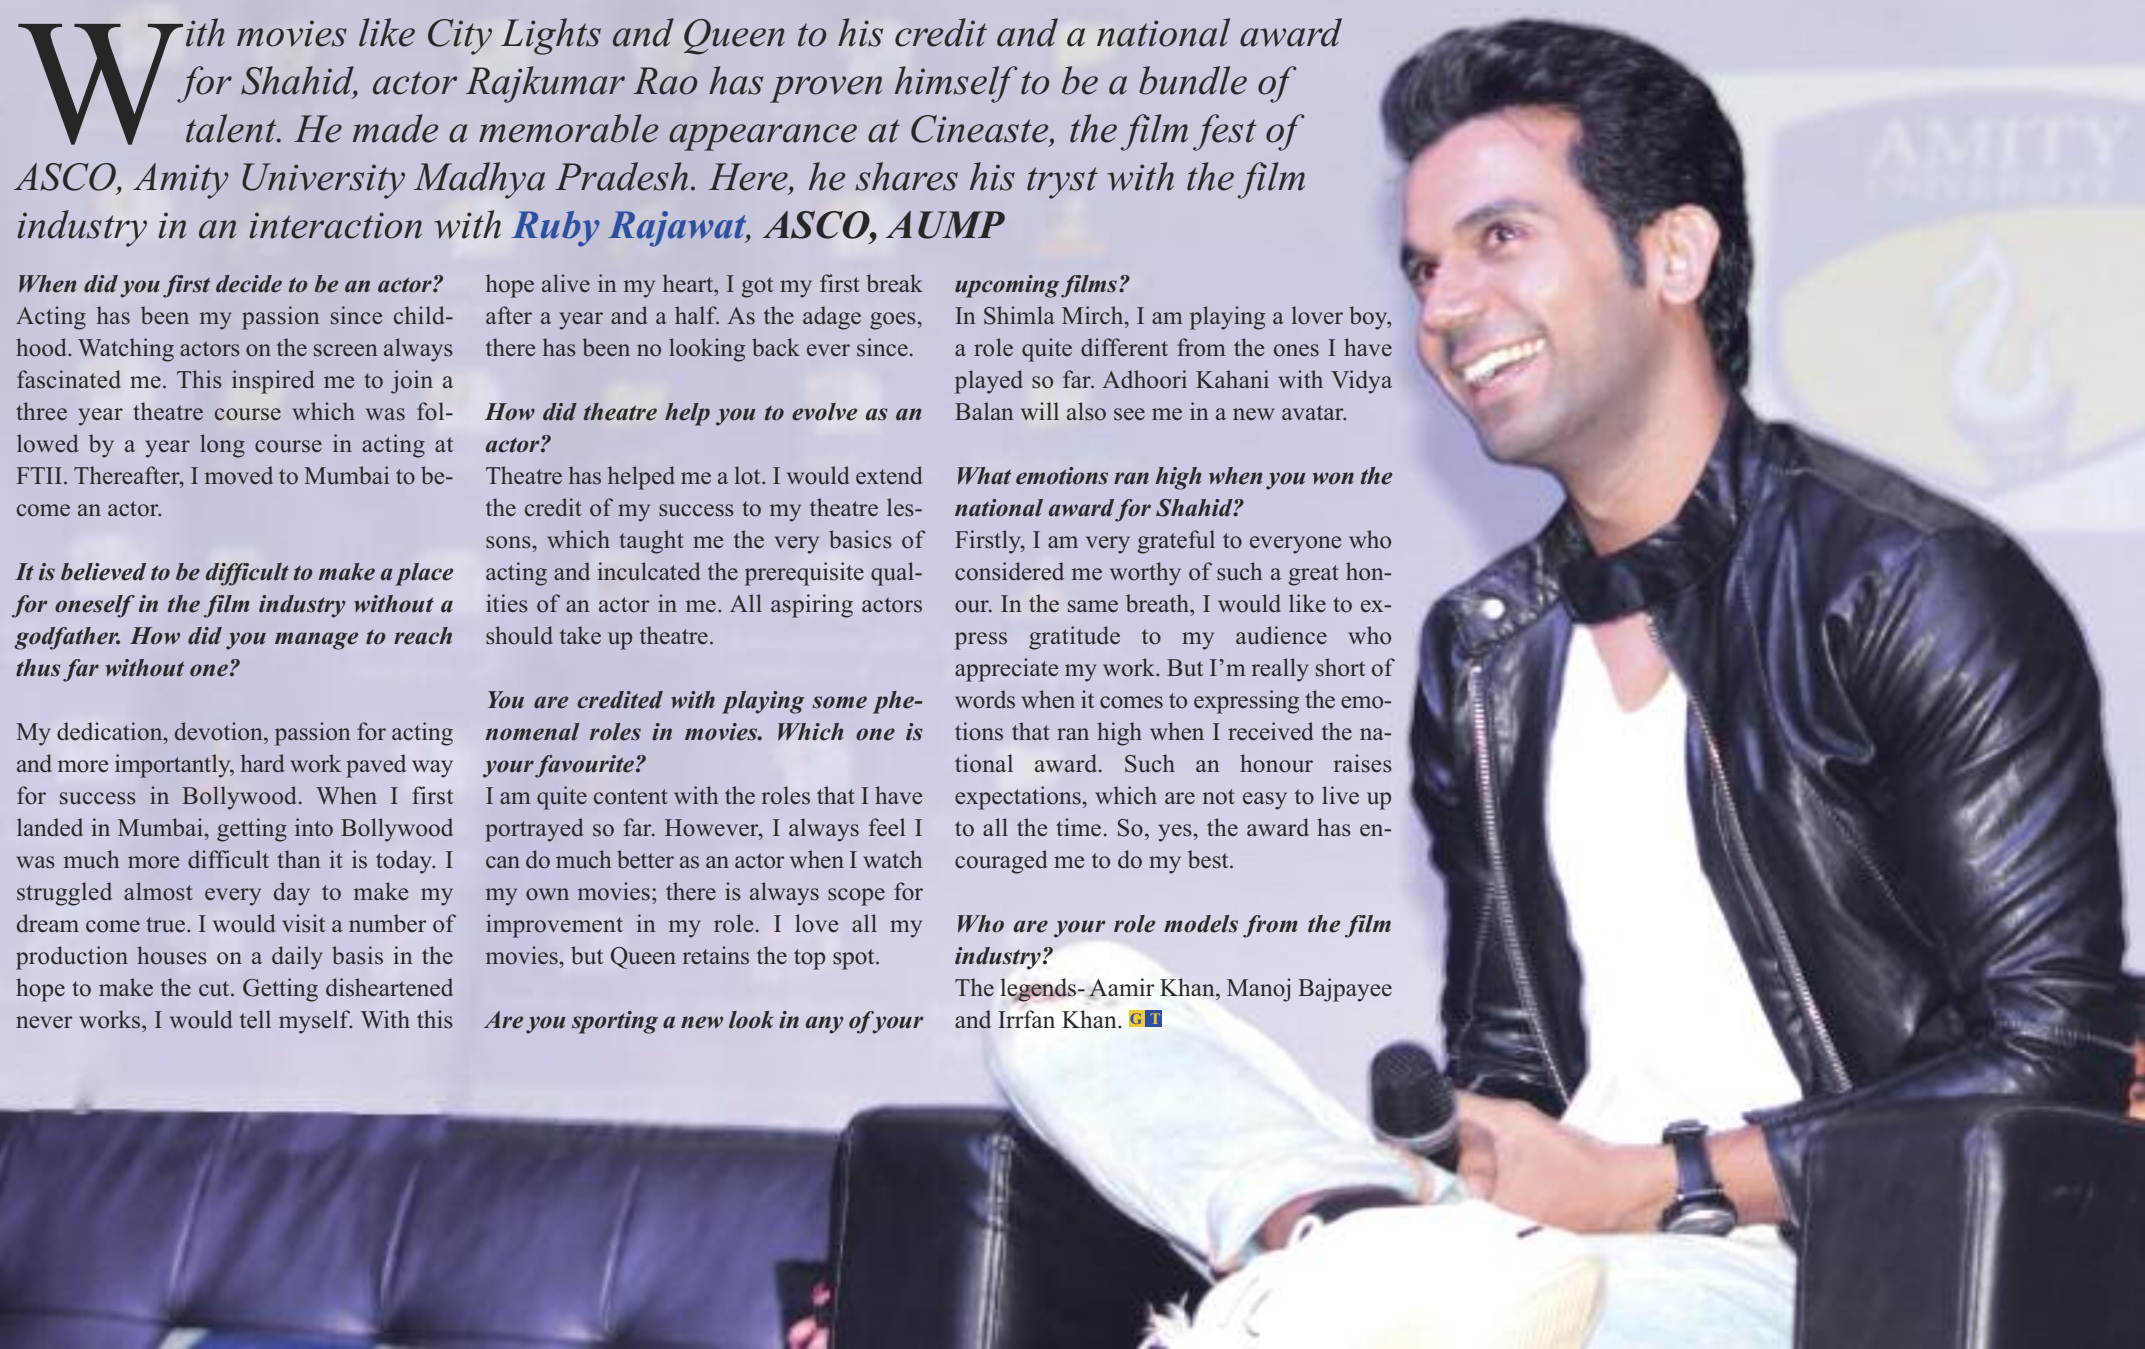 With movies like City Lights and Queen to his credit and a national award
for Shahid, actor Rajkumar Rao has proven himself to be a bundle of
talent. He made a memorable appearance at Cineaste, the film fest of
ASCO, Amity University Madhya Pradesh. Here, he shares his tryst with the film
industry in an interaction with Ruby Rajawat, ASCO, AUMP
When did you first decide to be an actor?
Acting has been my passion since child-
hood. Watching actors on the screen always
fascinated me. This inspired me to join a
three year theatre course which was fol-
lowed by a year long course in acting at
FTII. Thereafter, I moved to Mumbai to be-
come an actor.
It is believed to be difficult to make a place
for oneself in the film industry without a
godfather. How did you manage to reach
thus far without one?
My dedication, devotion, passion for acting
and more importantly, hard work paved way
for success in Bollywood. When I first
landed in Mumbai, getting into Bollywood
was much more difficult than it is today. I
struggled almost every day to make my
dream come true. I would visit a number of
production houses on a daily basis in the
hope to make the cut. Getting disheartened
never works, I would tell myself. With this
hope alive in my heart, I got my first break
after a year and a half. As the adage goes,
there has been no looking back ever since.
How did theatre help you to evolve as an
actor?
Theatre has helped me a lot. I would extend
the credit of my success to my theatre les-
sons, which taught me the very basics of
acting and inculcated the prerequisite qual-
ities of an actor in me. All aspiring actors
should take up theatre.
You are credited with playing some phe-
nomenal roles in movies. Which one is
your favourite?
I am quite content with the roles that I have
portrayed so far. However, I always feel I
can do much better as an actor when I watch
my own movies; there is always scope for
improvement in my role. I love all my
movies, but Queen retains the top spot.
Are you sporting a new look in any of your
upcoming films?
In Shimla Mirch, I am playing a lover boy,
a role quite different from the ones I have
played so far. Adhoori Kahani with Vidya
Balan will also see me in a new avatar.
What emotions ran high when you won the
national award for Shahid?
Firstly, I am very grateful to everyone who
considered me worthy of such a great hon-
our. In the same breath, I would like to ex-
press gratitude to my audience who
appreciate my work. But I'm really short of
words when it comes to expressing the emo-
tions that ran high when I received the na-
tional award. Such an honour raises
expectations, which are not easy to live up
to all the time. So, yes, the award has en-
couraged me to do my best.
Who are your role models from the film
industry?
The legends- Aamir Khan, Manoj Bajpayee
and Irrfan Khan. GT
AMITY
UNIVERSITY